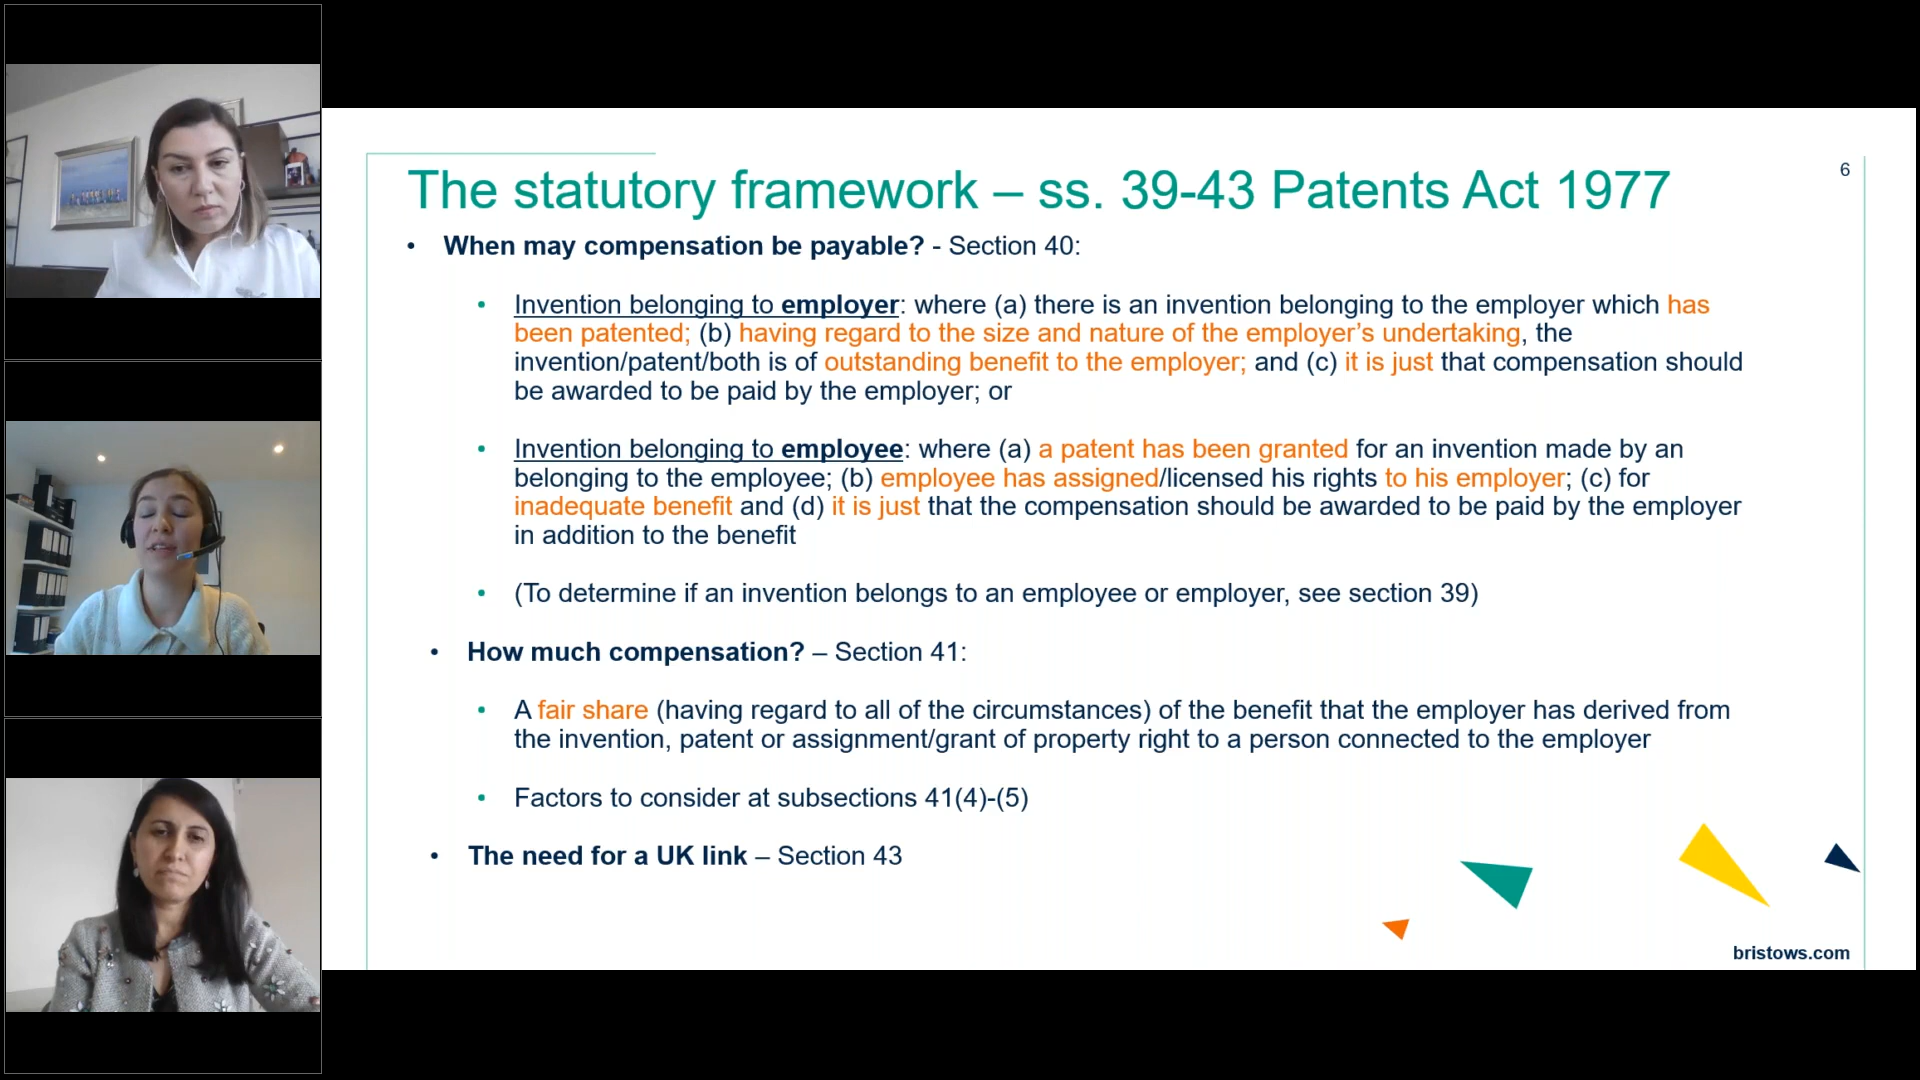 6
The statutory framework – ss. 39-43 Patents Act 1977
• When may compensation be payable? - Section 40:
• Invention belonging to employer: where (a) there is an invention belonging to the employer which has
been patented; (b) having regard to the size and nature of the employer’s undertaking, the
invention/patent/both is of outstanding benefit to the employer; and (c) it is just that compensation should
be awarded to be paid by the employer; or
• Invention belonging to employee: where (a) a patent has been granted for an invention made by an
belonging to the employee; (b) employee has assigned/licensed his rights to his employer; (c) for
inadequate benefit and (d) it is just that the compensation should be awarded to be paid by the employer
in addition to the benefit
• (To determine if an invention belongs to an employee or employer, see section 39)
• How much compensation? – Section 41:
• A fair share (having regard to all of the circumstances) of the benefit that the employer has derived from
the invention, patent or assignment/grant of property right to a person connected to the employer
• Factors to consider at subsections 41(4)-(5)
• The need for a UK link – Section 43
bristows.com